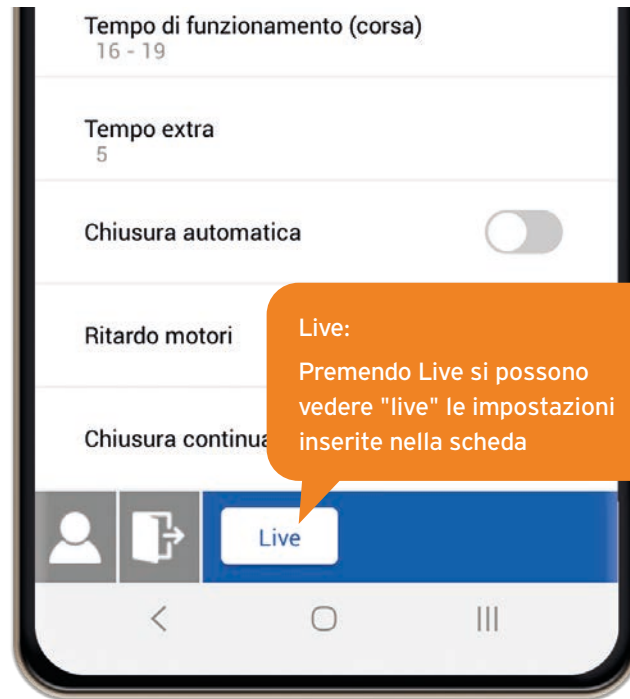 Tempo di funzionamento (corsa)
16 - 19
Tempo extra
5
Chiusura automatica
Ritardo motori
Chiusura continua
Live:
Premendo Live si possono
vedere "live" le impostazioni
inserite nella scheda
Live